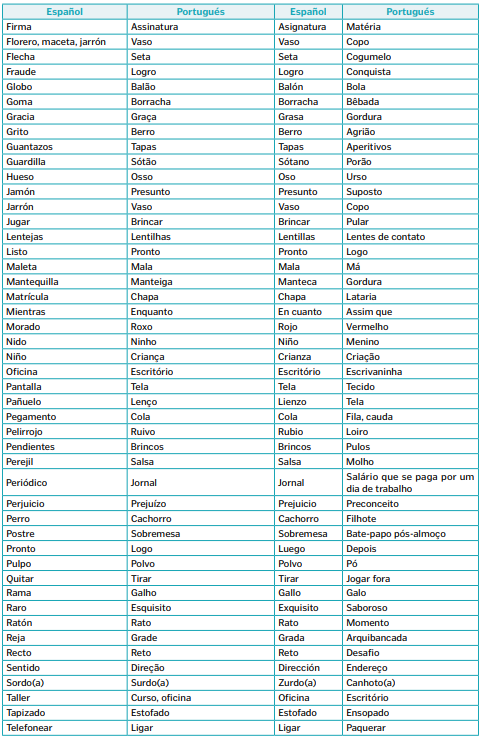 Español Portugués Español Portugués
Firma Assinatura Asignatura Matéria
Florero, maceta, jarrón Vaso Vaso Copo
Flecha Seta Seta Cogumelo
Fraude Logro Logro Conquista
Globo Balão Balón Bola
Goma Borracha Borracha Bêbada
Gracia Graça Grasa Gordura
Grito Berro Berro Agrião
Guantazos Tapas Tapas Aperitivos
Guardilla Sótão Sótano Porão
Hueso Osso Oso Urso
Jamón Presunto Presunto Suposto
Jarrón Vaso Vaso Copo
Jugar Brincar Brincar Pular
Lentejas Lentilhas Lentillas Lentes de contato
Listo Pronto Pronto Logo
Maleta Mala Mala Má
Mantequilla Manteiga Manteca Gordura
Matrícula Chapa Chapa Lataria
Mientras Enquanto En cuanto Assim que
Morado Roxo Rojo Vermelho
Nido Ninho Niño Menino
Niño Criança Crianza Criação
Oficina Escritório Escritório Escrivaninha
Pantalla Tela Tela Tecido
Pañuelo Lenço Lienzo Tela
Pegamento Cola Cola Fila, cauda
Pelirrojo Ruivo Rubio Loiro
Pendientes Brincos Brincos Pulos
Perejil Salsa Salsa Molho
Periódico Jornal Jornal Salário que se paga por um
dia de trabalho
Perjuicio Prejuízo Prejuicio Preconceito
Perro Cachorro Cachorro Filhote
Postre Sobremesa Sobremesa Bate-papo pós-almoço
Pronto Logo Luego Depois
Pulpo Polvo Polvo Pó
Quitar Tirar Tirar Jogar fora
Rama Galho Gallo Galo
Raro Esquisito Exquisito Saboroso
Ratón Rato Rato Momento
Reja Grade Grada Arquibancada
Recto Reto Reto Desafio
Sentido Direção Dirección Endereço
Sordo(a) Surdo(a) Zurdo(a) Canhoto(a)
Taller Curso, oficina Oficina Escritório
Tapizado Estofado Estofado Ensopado
Telefonear Ligar Ligar Paquerar